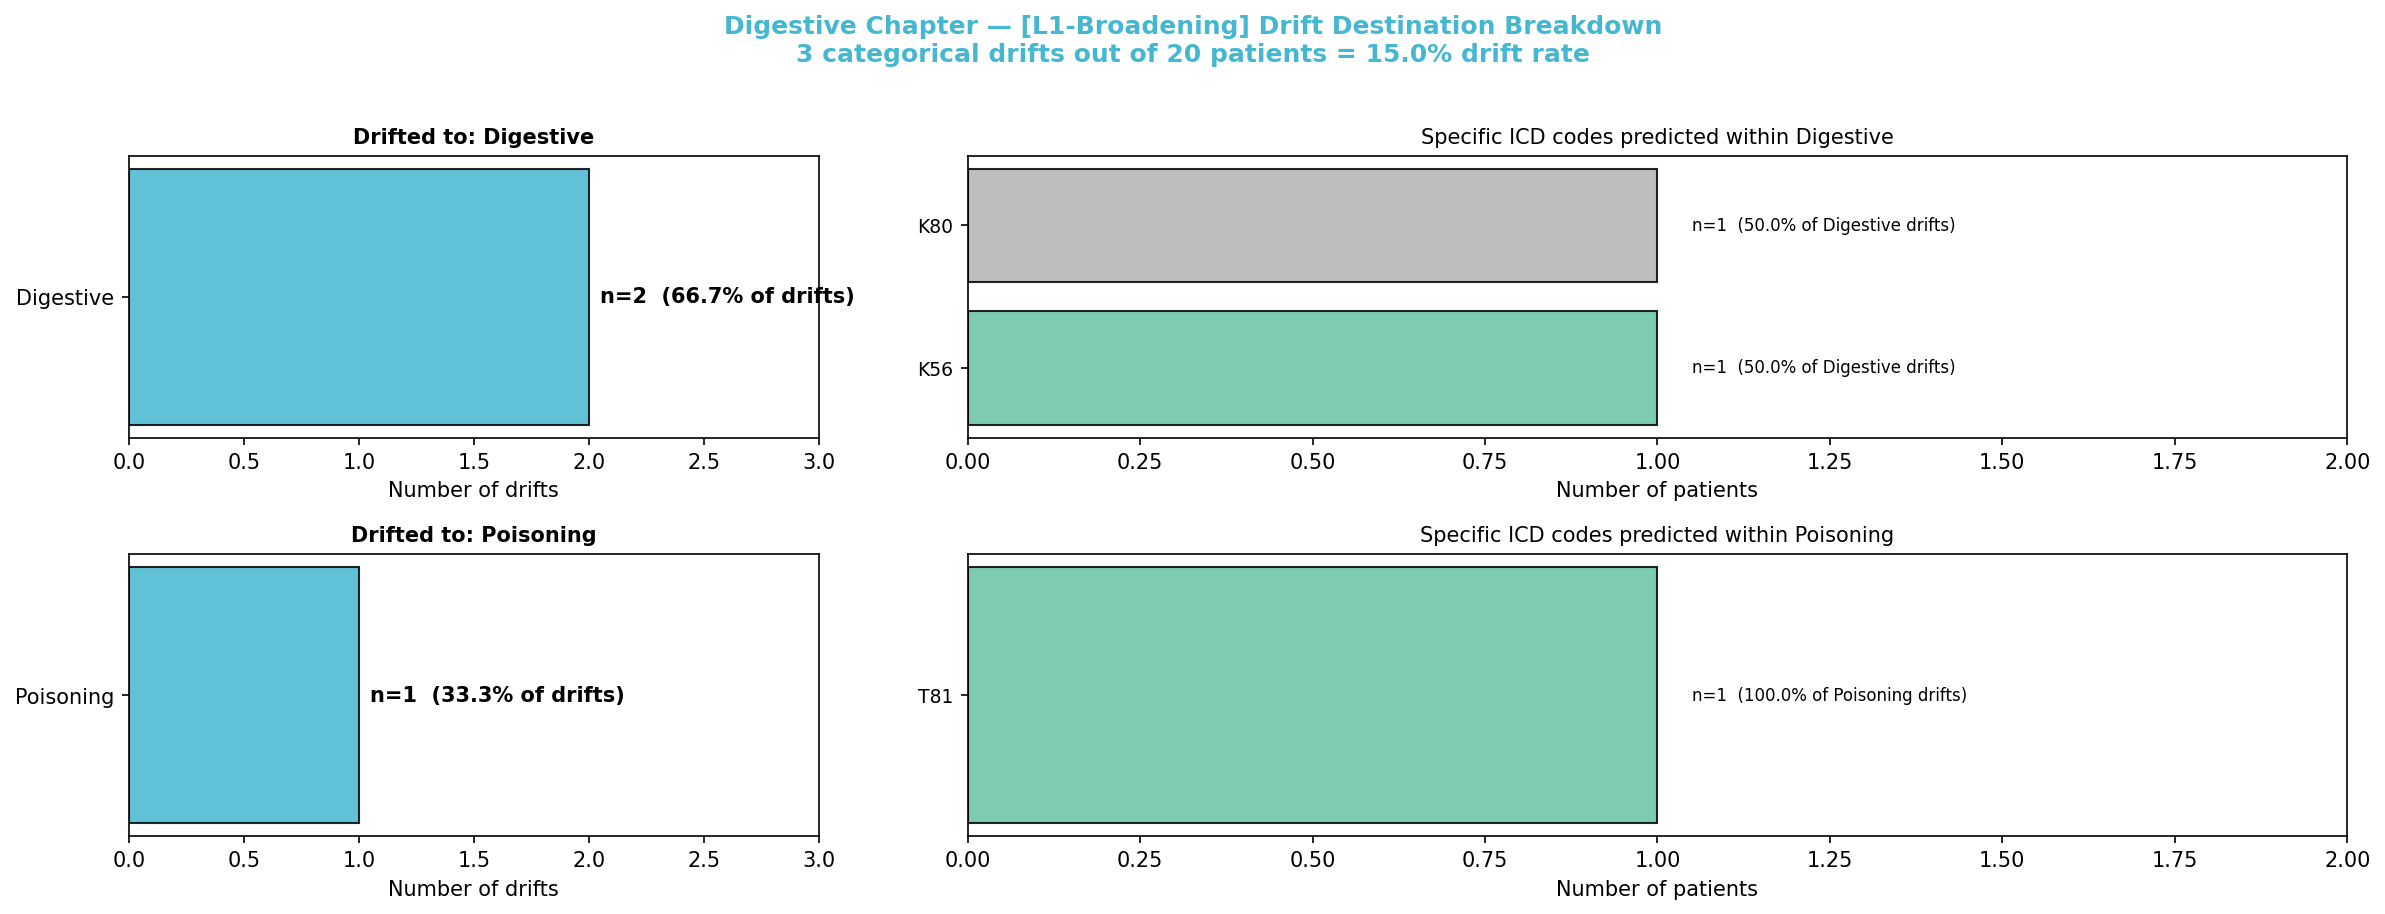 Digestive Chapter — [L1-Broadening] Drift Destination Breakdown
3 categorical drifts out of 20 patients = 15.0% drift rate
Drifted to: Digestive
Digestive
n=2  (66.7% of drifts)
0.0 0.5 1.0 1.5 2.0 2.5 3.0
Number of drifts
Specific ICD codes predicted within Digestive
K80
n=1  (50.0% of Digestive drifts)
K56
n=1  (50.0% of Digestive drifts)
0.00 0.25 0.50 0.75 1.00 1.25 1.50 1.75 2.00
Number of patients
Drifted to: Poisoning
Poisoning
n=1  (33.3% of drifts)
0.0 0.5 1.0 1.5 2.0 2.5 3.0
Number of drifts
Specific ICD codes predicted within Poisoning
T81
n=1  (100.0% of Poisoning drifts)
0.00 0.25 0.50 0.75 1.00 1.25 1.50 1.75 2.00
Number of patients